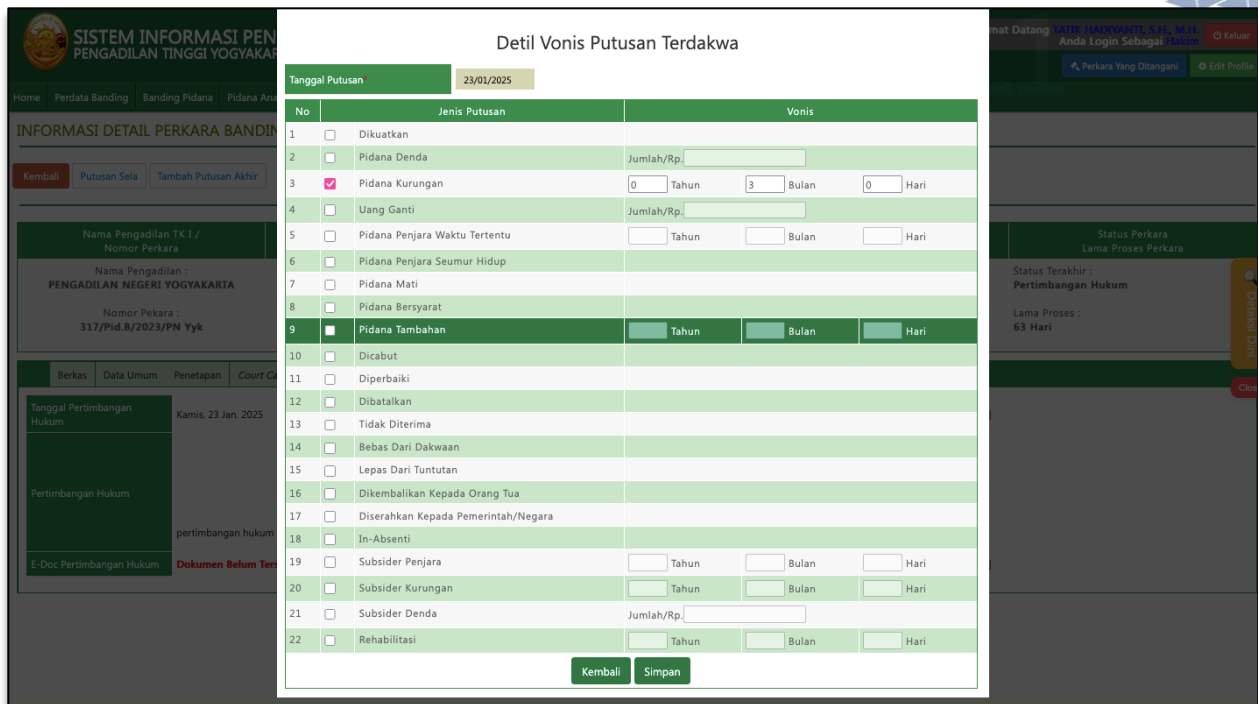 SISTEM INFORMASI PEN
PENGADILAN TINGGI YOGYAKAR
mat Datang TATIK HADIYANTI, S.H., M.H.
Anda Login Sebagai Hakim
Keluar
Perkara Yang Ditangani
Edit Profile
Home Perdata Banding Banding Pidana Pidana Ana
INFORMASI DETAIL PERKARA BANDIN
Kembali Putusan Sela Tambah Putusan Akhir
Nama Pengadilan TK I /
Nomor Perkara
Nama Pengadilan :
PENGADILAN NEGERI YOGYAKARTA
Nomor Pekara :
317/Pid.B/2023/PN Yyk
Status Perkara
Lama Proses Perkara
Status Terakhir :
Pertimbangan Hukum
Lama Proses :
63 Hari
Deteksi Dini
Clos
Berkas Data Umum Penetapan Court Ca
Tanggal Pertimbangan
Hukum
Kamis, 23 Jan. 2025
Pertimbangan Hukum
pertimbangan hukum
E-Doc Pertimbangan Hukum Dokumen Belum Ters
Detil Vonis Putusan Terdakwa
Tanggal Putusan* 23/01/2025
No Jenis Putusan Vonis
1 Dikuatkan
2 Pidana Denda Jumlah/Rp.
3 Pidana Kurungan 0 Tahun 3 Bulan 0 Hari
4 Uang Ganti Jumlah/Rp.
5 Pidana Penjara Waktu Tertentu Tahun Bulan Hari
6 Pidana Penjara Seumur Hidup
7 Pidana Mati
8 Pidana Bersyarat
9 Pidana Tambahan Tahun Bulan Hari
10 Dicabut
11 Diperbaiki
12 Dibatalkan
13 Tidak Diterima
14 Bebas Dari Dakwaan
15 Lepas Dari Tuntutan
16 Dikembalikan Kepada Orang Tua
17 Diserahkan Kepada Pemerintah/Negara
18 In-Absenti
19 Subsider Penjara Tahun Bulan Hari
20 Subsider Kurungan Tahun Bulan Hari
21 Subsider Denda Jumlah/Rp.
22 Rehabilitasi Tahun Bulan Hari
Kembali Simpan